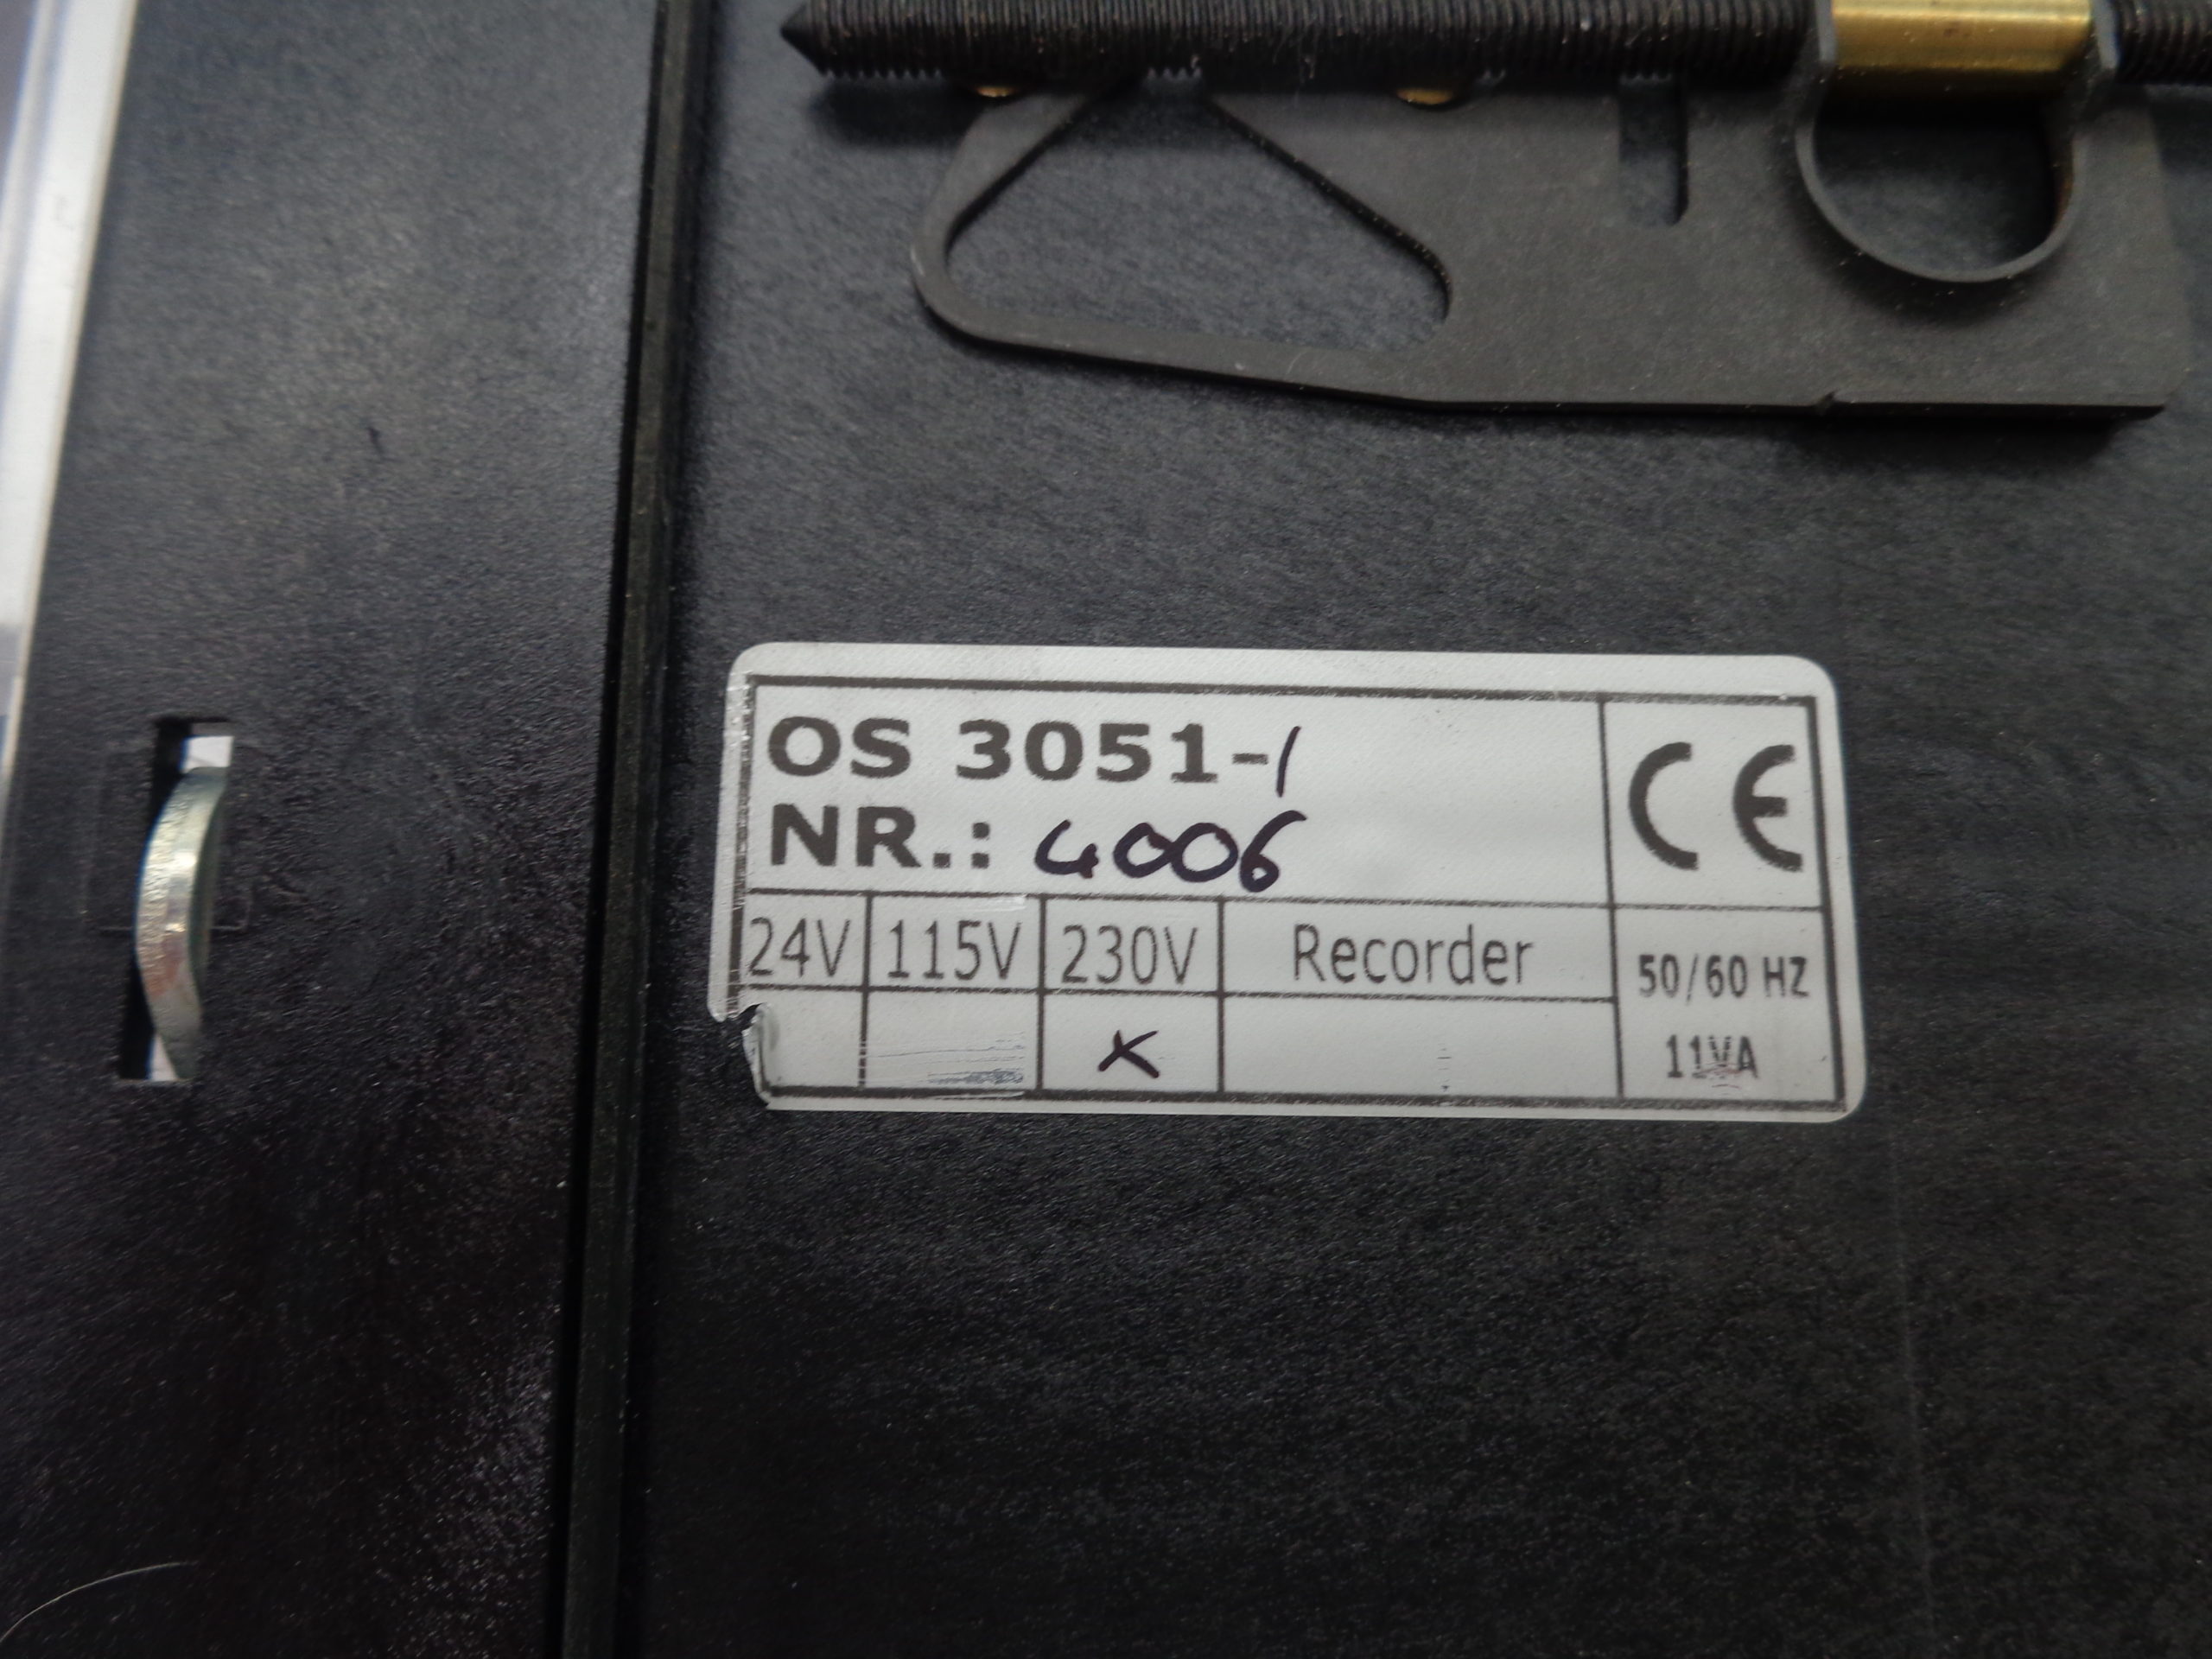 OS 3051-1
CE
NR.: 4006
24V 115V 230V Recorder
50/60 HZ
X
11VA